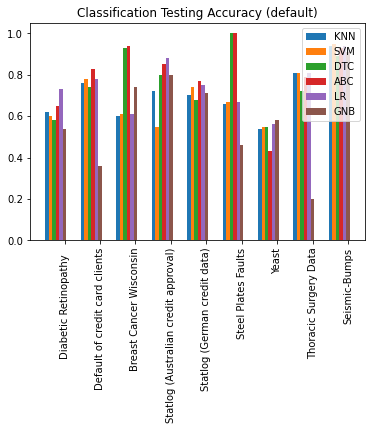 Classification Testing Accuracy (default)
1.0
0.8
0.6
0.4
0.2
0.0
KNN
SVM
DTC
ABC
LR
GNB
Diabetic Retinopathy
Default of credit card clients
Breast Cancer Wisconsin
Statlog (Australian credit approval)
Statlog (German credit data)
Steel Plates Faults
Yeast
Thoracic Surgery Data
Seismic-Bumps